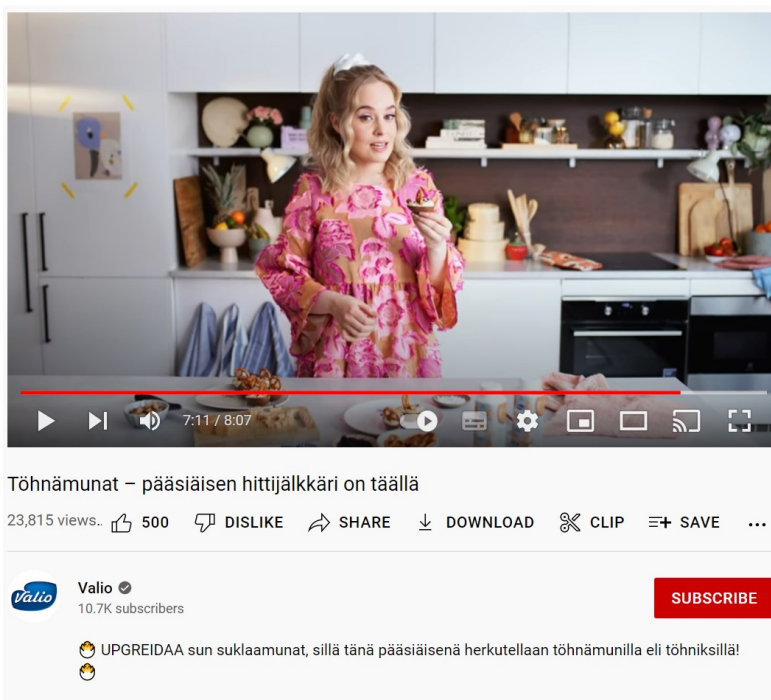 7:11 / 8:07
Töhnämunat – pääsiäisen hittijälkkäri on täällä
23,815 views.. 500 DISLIKE SHARE DOWNLOAD CLIP SAVE ...
Valio
Valio
10.7K subscribers
SUBSCRIBE
🐣 UPGREIDAA sun suklaamunat, sillä tänä pääsiäisenä herkutellaan töhnämunilla eli töhniksillä!
🐣